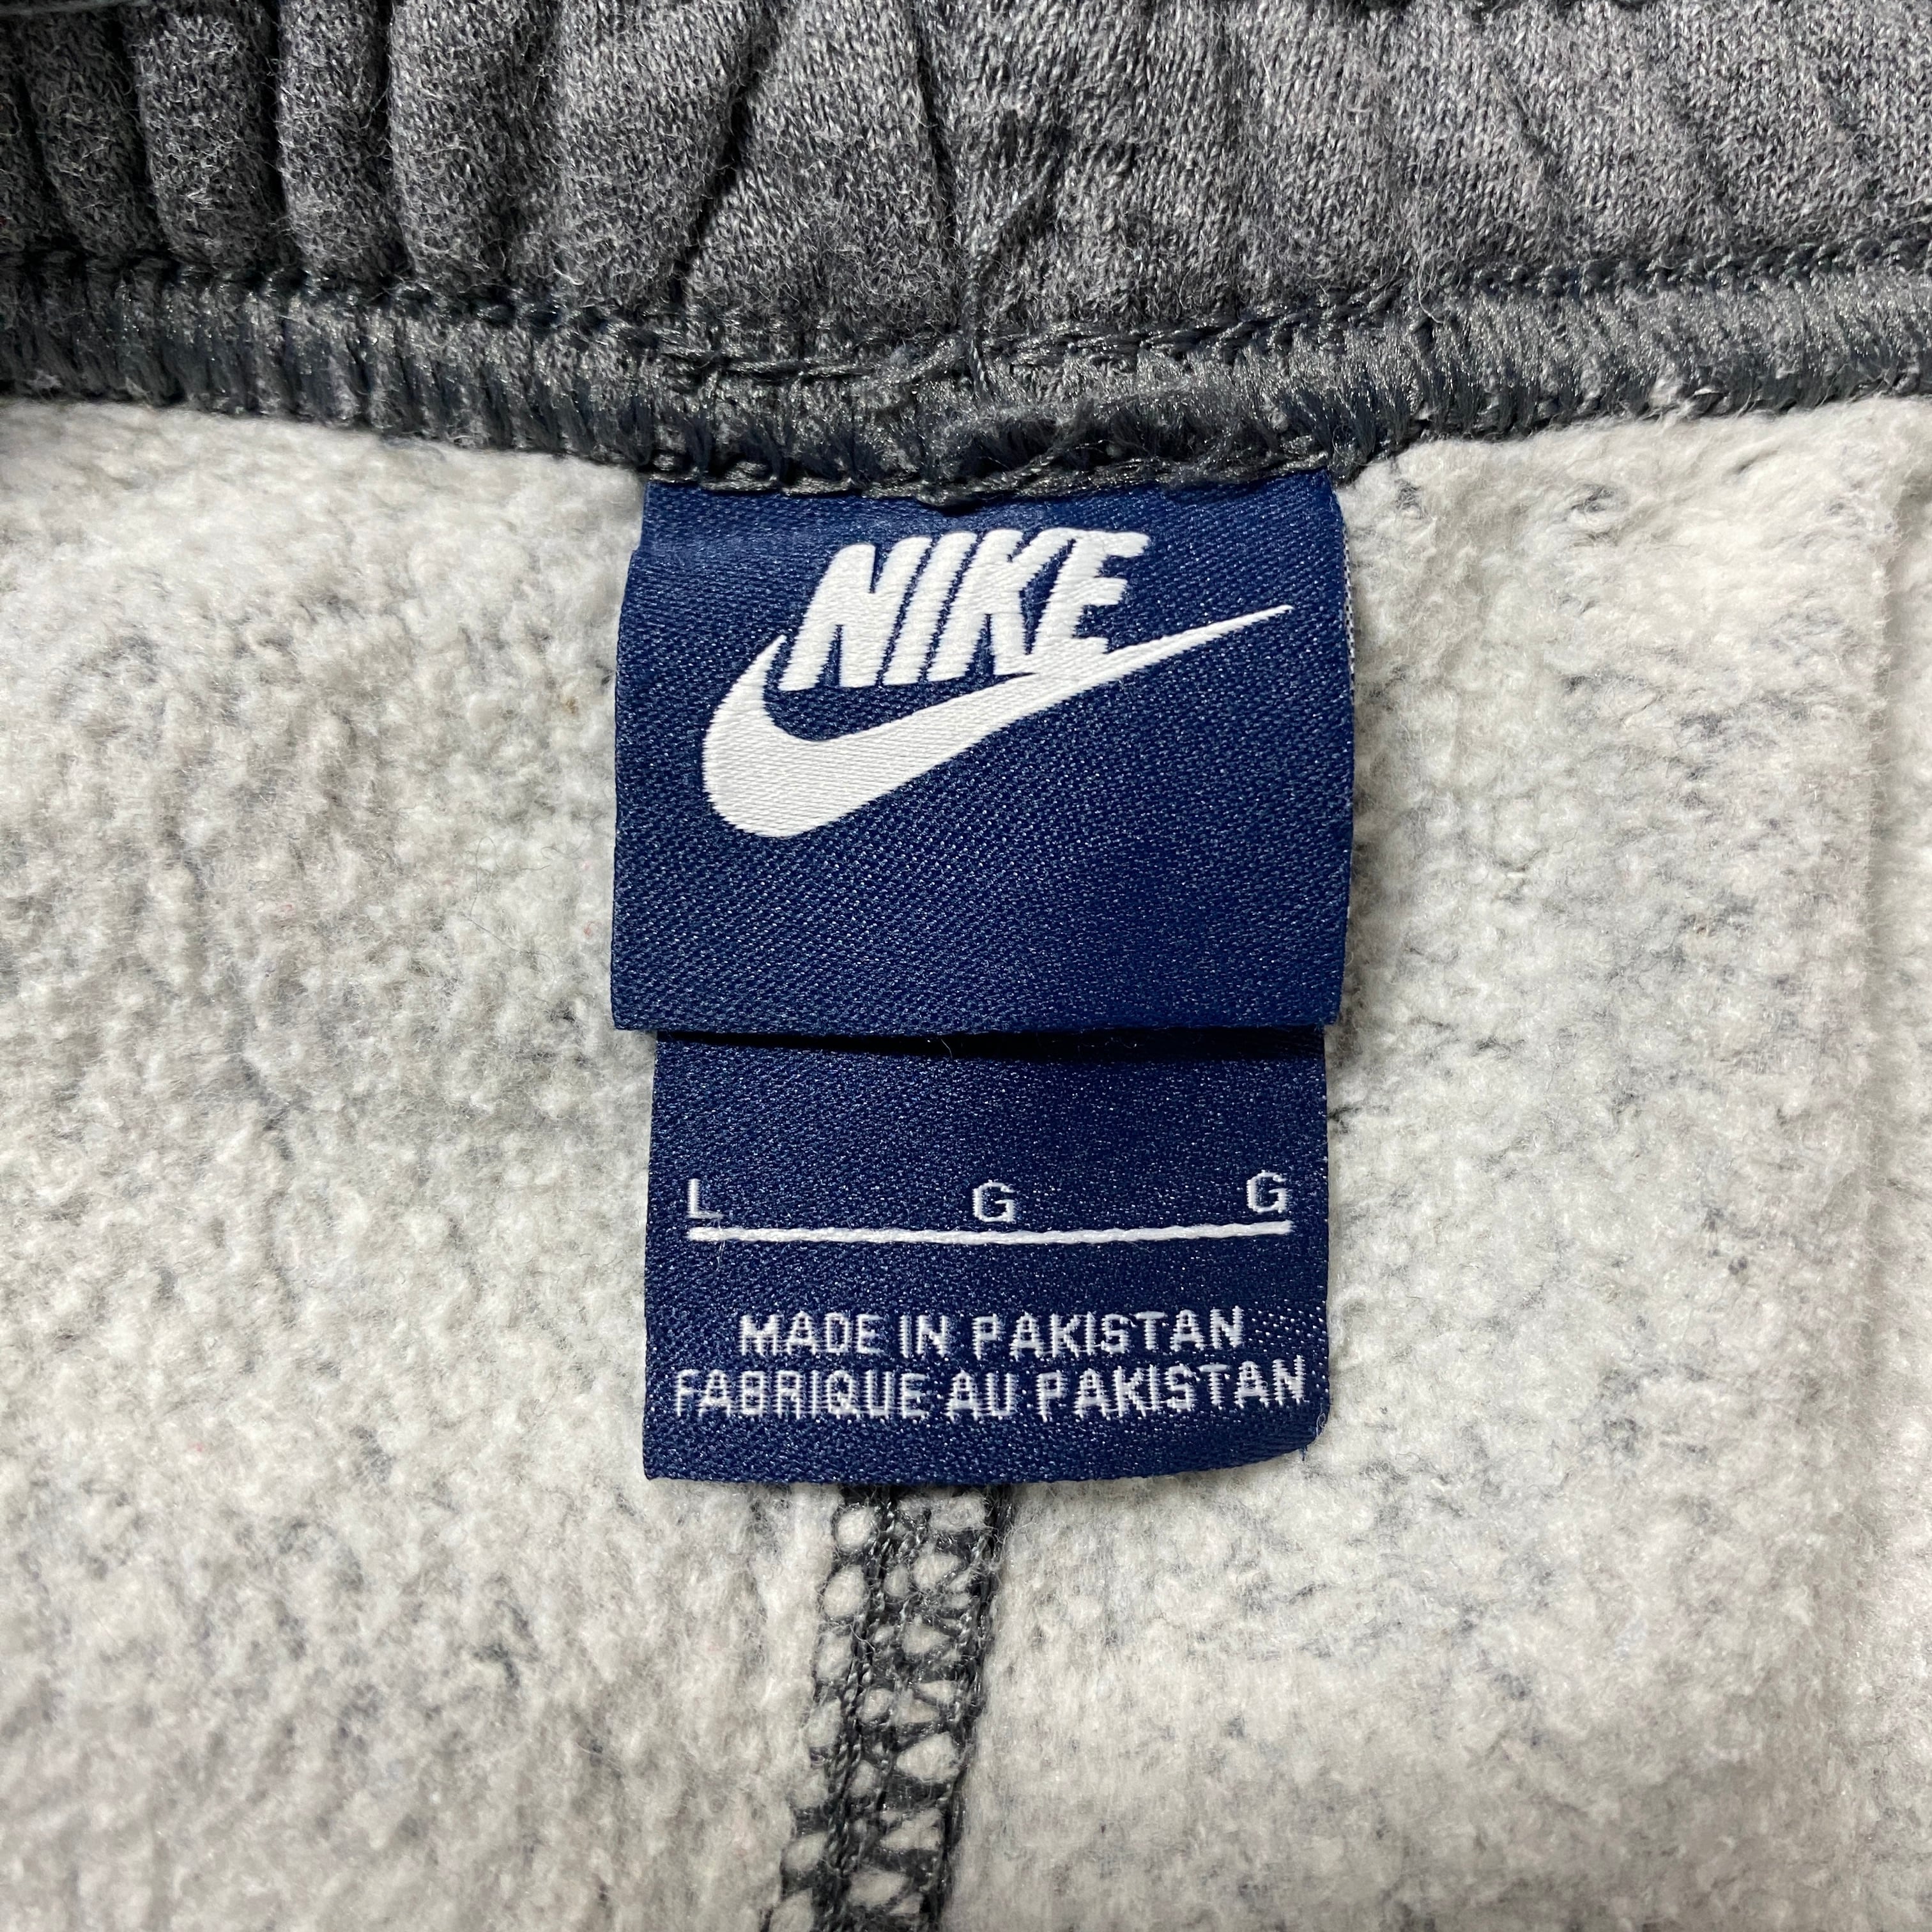 NIKE
L G G
MADE IN PAKISTAN
FABRIQUE AU PAKISTAN